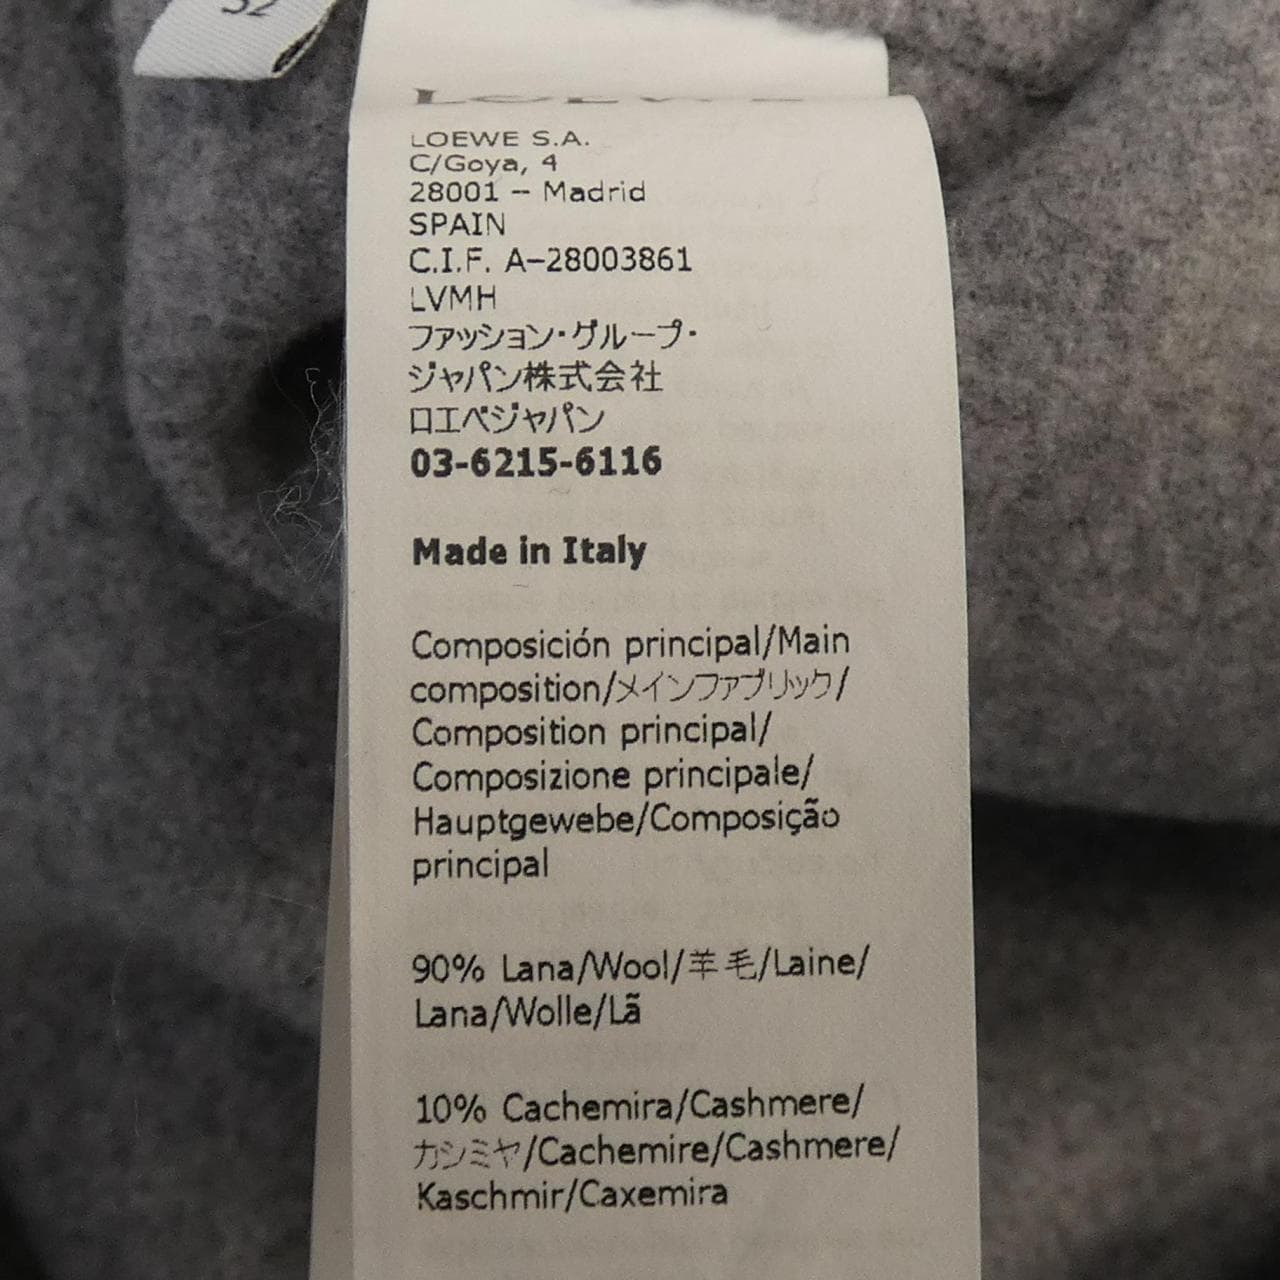 52
LOEWE
LOEWE S.A.
C/Goya, 4
28001 – Madrid
SPAIN
C.I.F. A–28003861
LVMH
ファッション・グループ・
ジャパン株式会社
ロエベジャパン
03-6215-6116
Made in Italy
Composición principal/Main
composition/メインファブリック/
Composition principal/
Composizione principale/
Hauptgewebe/Composição
principal
90% Lana/Wool/羊毛/Laine/
Lana/Wolle/Lã
10% Cachemira/Cashmere/
カシミヤ/Cachemire/Cashmere/
Kaschmir/Caxemira